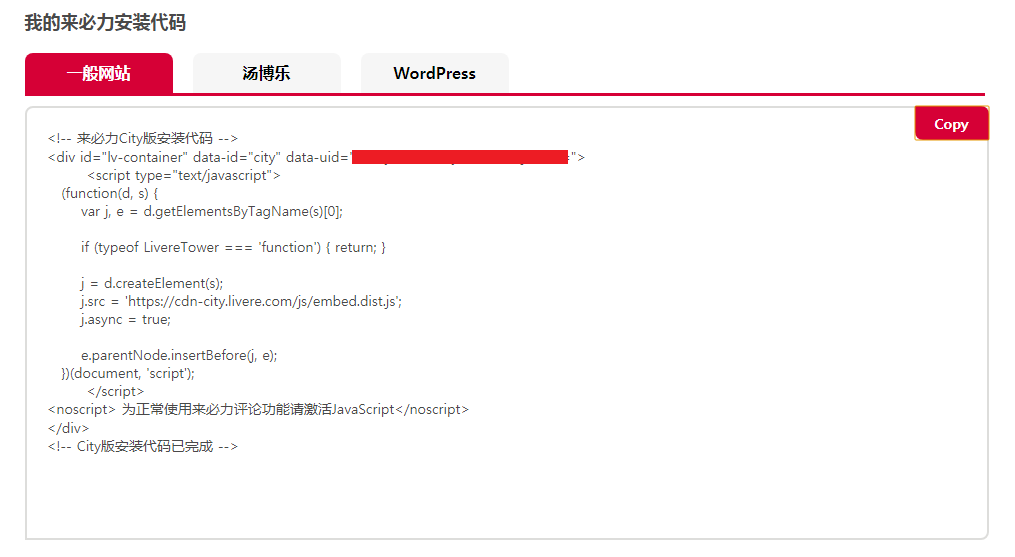 我的来必力安装代码
一般网站 汤博乐 WordPress
Copy
<!-- 来必力City版安装代码 -->
<div id="lv-container" data-id="city" data-uid=" =">
<script type="text/javascript">
(function(d, s) {
var j, e = d.getElementsByTagName(s)[0];
if (typeof LivereTower === 'function') { return; }
j = d.createElement(s);
j.src = 'https://cdn-city.livere.com/js/embed.dist.js';
j.async = true;
e.parentNode.insertBefore(j, e);
})(document, 'script');
</script>
<noscript> 为正常使用来必力评论功能请激活JavaScript</noscript>
</div>
<!-- City版安装代码已完成 -->